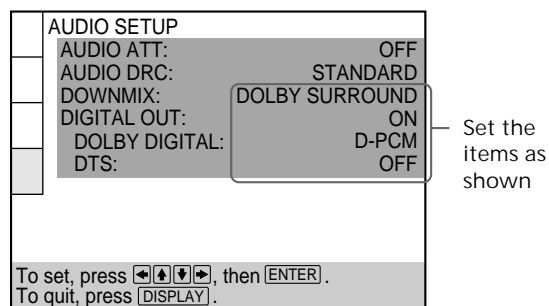 AUDIO SETUP
AUDIO ATT: OFF
AUDIO DRC: STANDARD
DOWNMIX: DOLBY SURROUND
DIGITAL OUT: ON
DOLBY DIGITAL: D-PCM
DTS: OFF
Set the
items as
shown
To set, press ←↑↓→, then ENTER.
To quit, press DISPLAY.